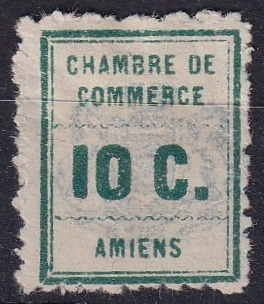 CHAMBRE DE
COMMERCE
10 C.
AMIENS